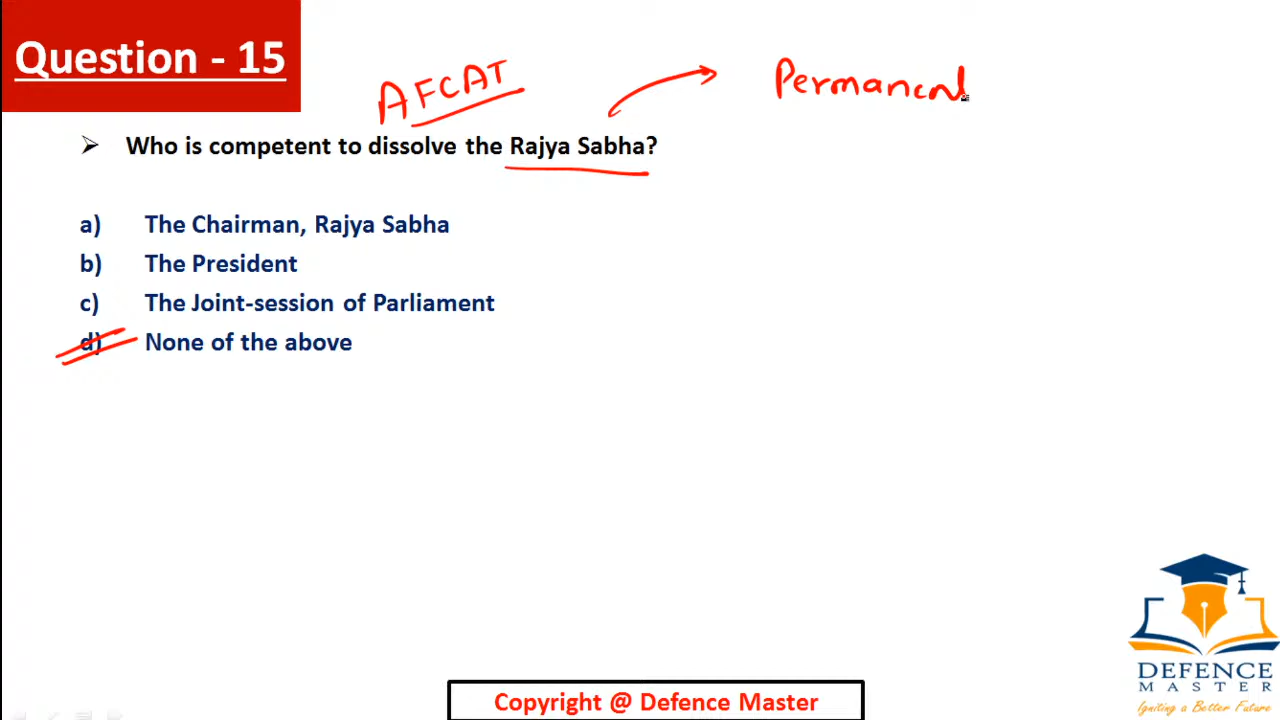 Question - 15
AFCAT
Permanent
Who is competent to dissolve the Rajya Sabha?
a) The Chairman, Rajya Sabha
b) The President
c) The Joint-session of Parliament
d) None of the above
DEFENCE
MASTER
Igniting a Better Future
Copyright @ Defence Master